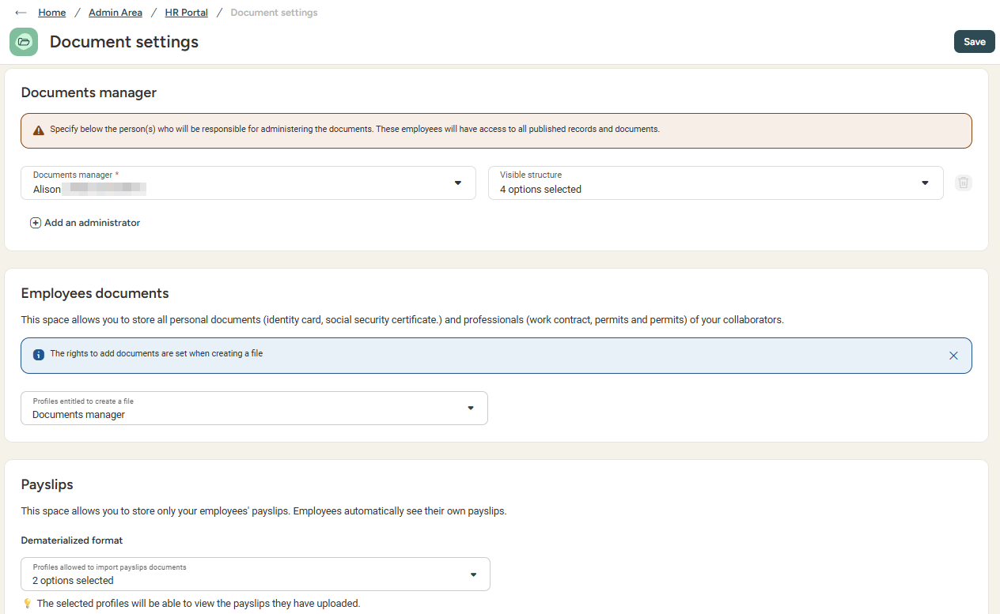 ← Home / Admin Area / HR Portal / Document settings
Document settings
Save
Documents manager
Specify below the person(s) who will be responsible for administering the documents. These employees will have access to all published records and documents.
Documents manager *
Alison
Visible structure
4 options selected
Add an administrator
Employees documents
This space allows you to store all personal documents (identity card, social security certificate.) and professionals (work contract, permits and permits) of your collaborators.
The rights to add documents are set when creating a file
Profiles entitled to create a file
Documents manager
Payslips
This space allows you to store only your employees' payslips. Employees automatically see their own payslips.
Dematerialized format
Profiles allowed to import payslips documents
2 options selected
The selected profiles will be able to view the payslips they have uploaded.